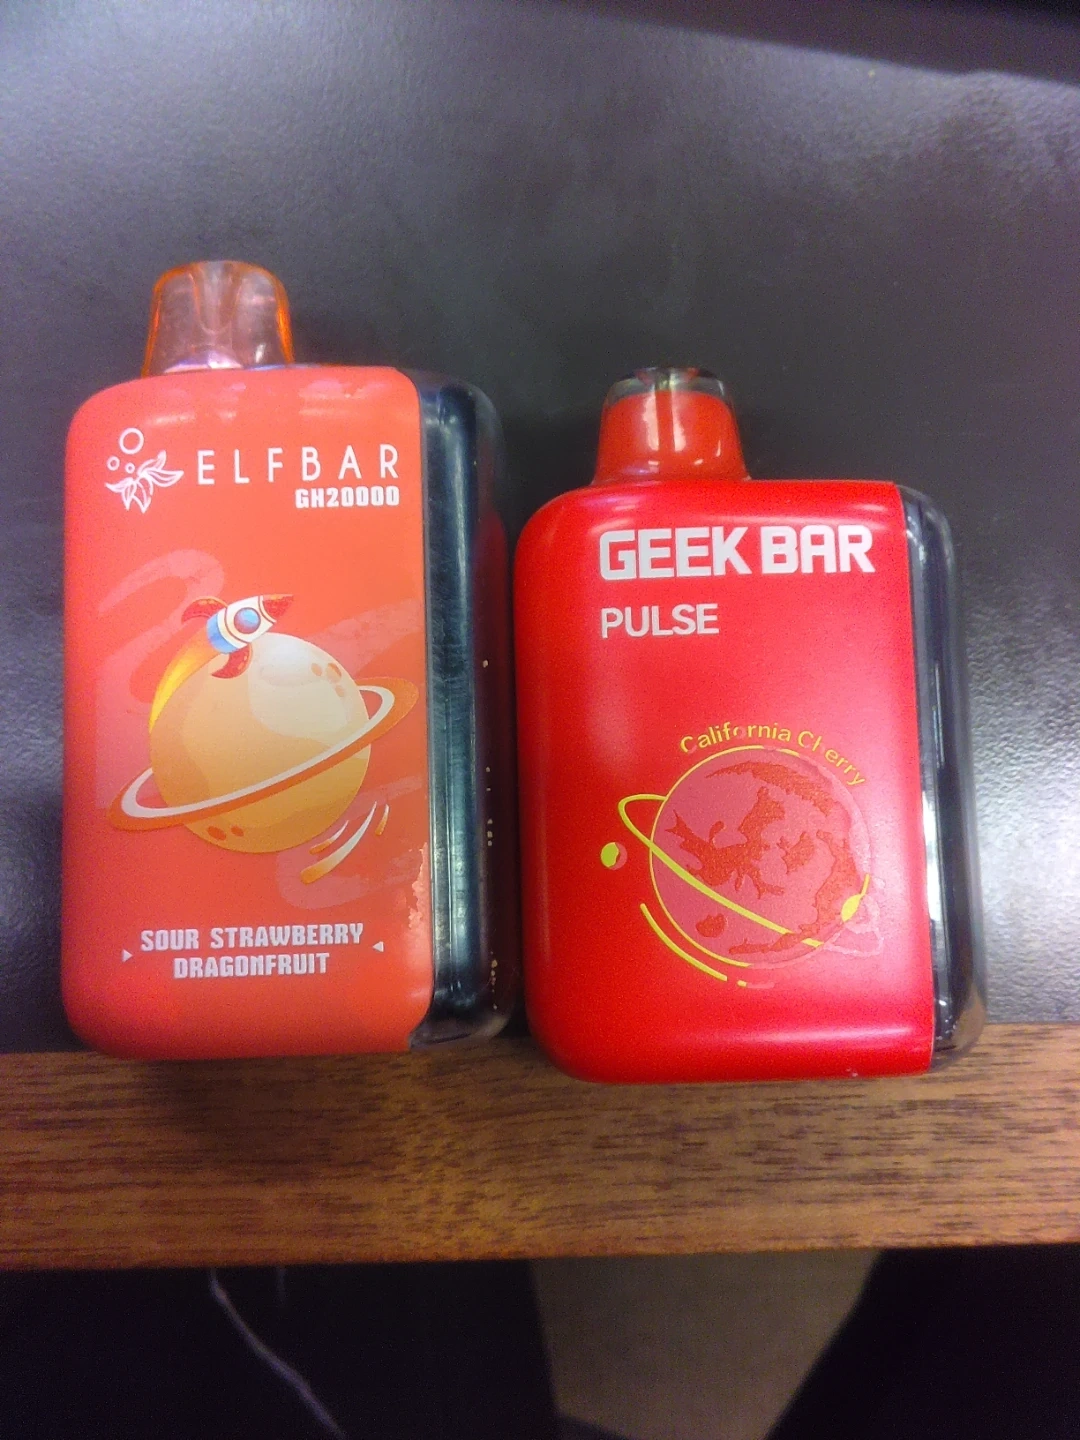 ELFBAR
GH20000
SOUR STRAWBERRY
DRAGONFRUIT
GEEK BAR
PULSE
California Cherry